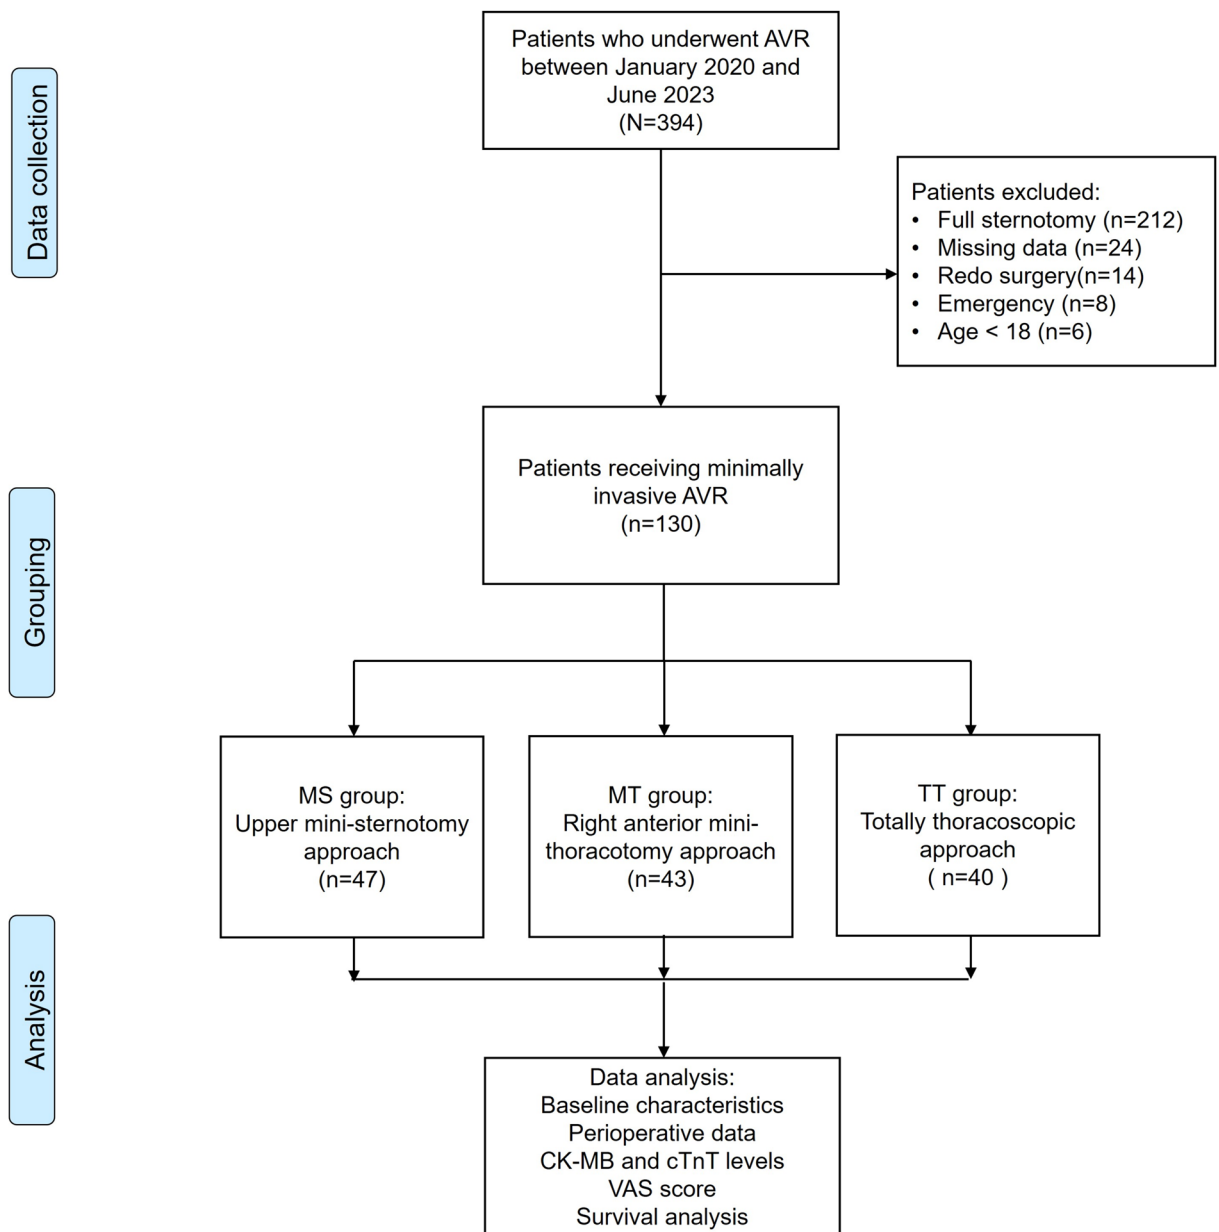 Data collection
Patients who underwent AVR
between January 2020 and
June 2023
(N=394)
Patients excluded:
• Full sternotomy (n=212)
• Missing data (n=24)
• Redo surgery(n=14)
• Emergency (n=8)
• Age < 18 (n=6)
Grouping
Patients receiving minimally
invasive AVR
(n=130)
MS group:
Upper mini-sternotomy
approach
(n=47)
MT group:
Right anterior mini-
thoracotomy approach
(n=43)
TT group:
Totally thoracoscopic
approach
( n=40 )
Analysis
Data analysis:
Baseline characteristics
Perioperative data
CK-MB and cTnT levels
VAS score
Survival analysis